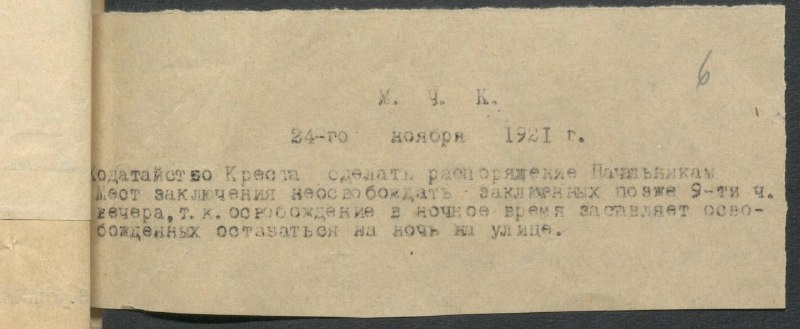 6
М. Ч. К.
24-го ноября 1921 г.
Ходатайство Креста сделать распоряжение Начальникам
Мест заключения неосвобождать заключенных позже 9-ти ч.
вечера,т.к.освобождение в ночное время заставляет осво-
божденных оставаться на ночь на улице.